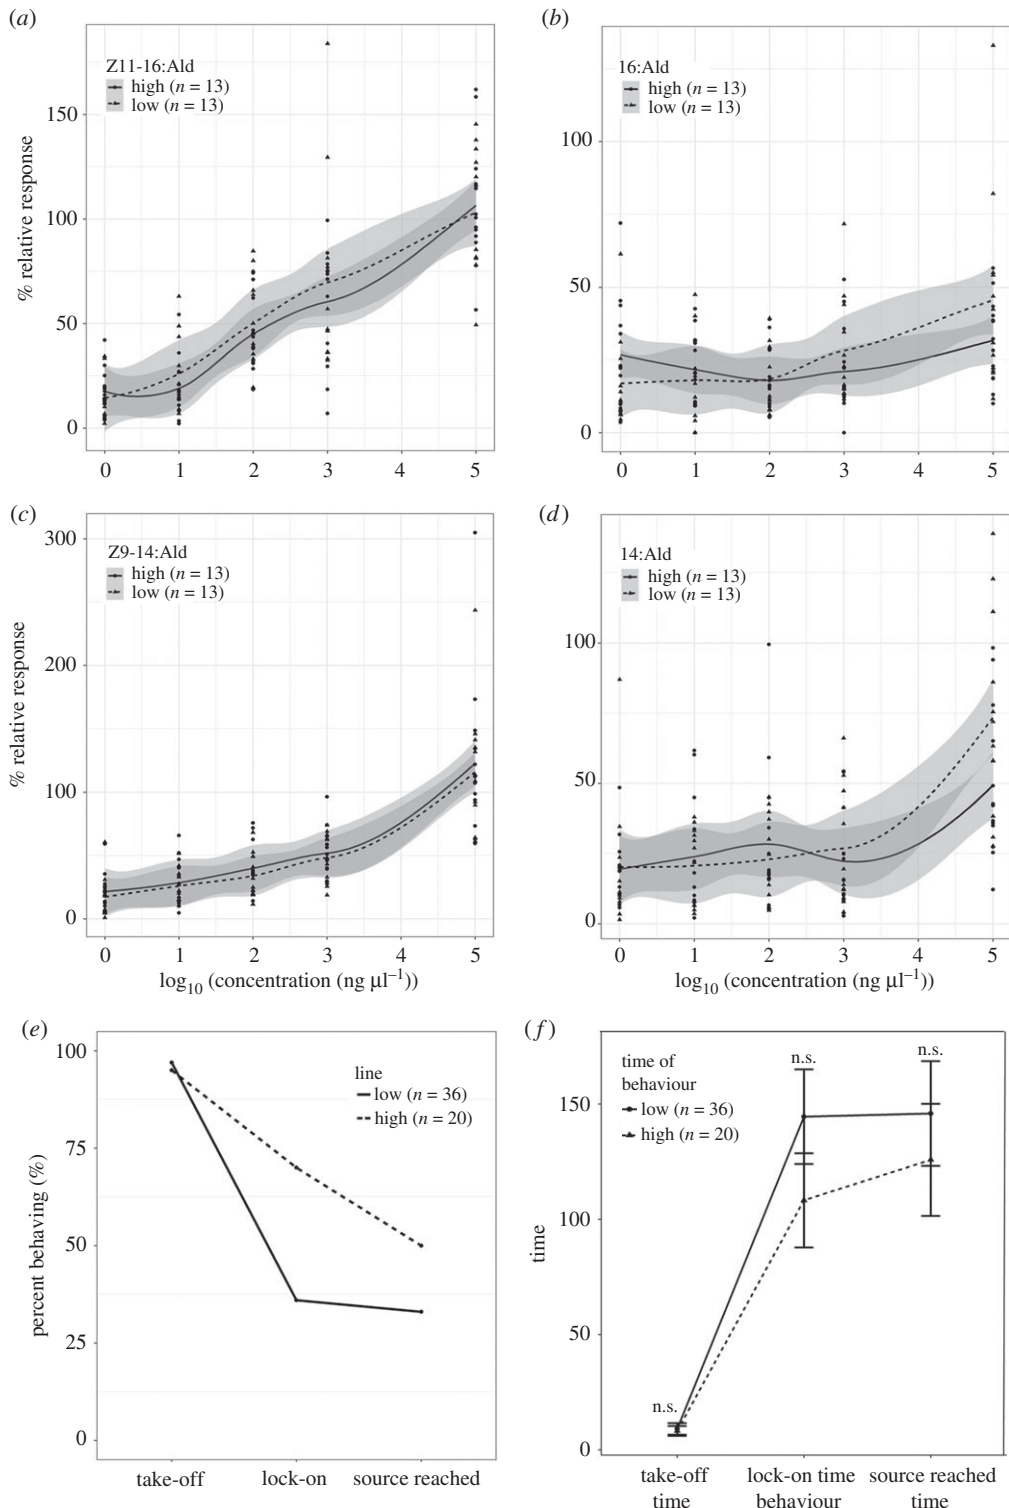 (a)
Z11-16:Ald
high (n = 13)
low (n = 13)
% relative response
150
100
50
0
0 1 2 3 4 5
(b)
16:Ald
high (n = 13)
low (n = 13)
100
50
0
0 1 2 3 4 5
(c)
Z9-14:Ald
high (n = 13)
low (n = 13)
% relative response
300
200
100
0
0 1 2 3 4 5
log10 (concentration (ng µl−1))
(d)
14:Ald
high (n = 13)
low (n = 13)
100
50
0
0 1 2 3 4 5
log10 (concentration (ng µl−1))
(e)
line
low (n = 36)
high (n = 20)
percent behaving (%)
100
75
50
25
0
take-off lock-on source reached
(f)
time of
behaviour
low (n = 36)
high (n = 20)
n.s.
n.s.
n.s.
time
150
100
50
0
take-off lock-on time source reached
time behaviour time